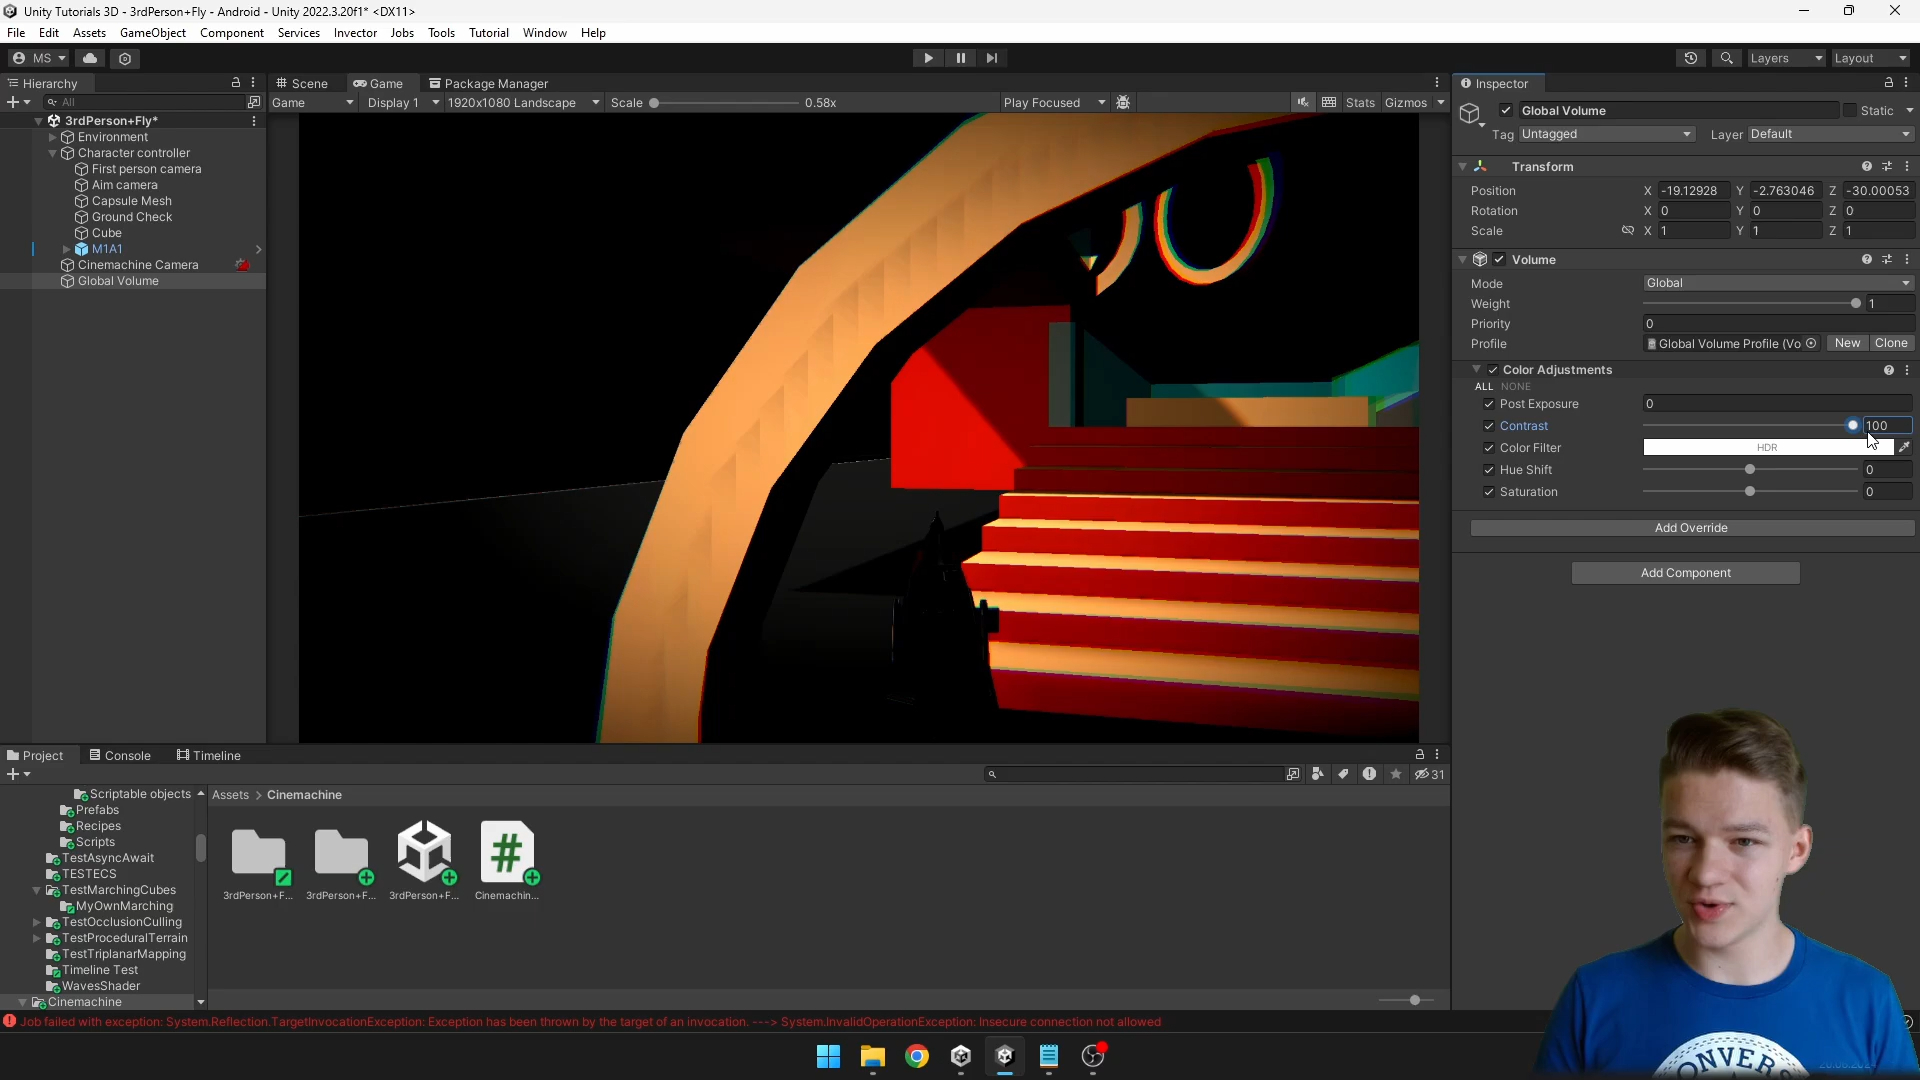 Unity Tutorials 3D - 3rdPerson+Fly - Android - Unity 2022.3.20f1* <DX11>
File Edit Assets GameObject Component Services Invector Jobs Tools Tutorial Window Help
MS Layers Layout
Hierarchy
All
3rdPerson+Fly*
Environment
Character controller
First person camera
Aim camera
Capsule Mesh
Ground Check
Cube
M1A1
Cinemachine Camera
Global Volume
Scene Game Package Manager
Game Display 1 1920x1080 Landscape Scale 0.58x Play Focused Stats Gizmos
Inspector
Global Volume Static
Tag Untagged Layer Default
Transform
Position X -19.12928 Y -2.763046 Z -30.00053
Rotation X 0 Y 0 Z 0
Scale X 1 Y 1 Z 1
Volume
Mode Global
Weight 1
Priority 0
Profile Global Volume Profile (Vo New Clone
Color Adjustments
ALL NONE
Post Exposure 0
Contrast 100
Color Filter HDR
Hue Shift 0
Saturation 0
Add Override
Add Component
Project Console Timeline
31
Scriptable objects
Prefabs
Recipes
Scripts
TestAsyncAwait
TESTECS
TestMarchingCubes
MyOwnMarching
TestOcclusionCulling
TestProceduralTerrain
TestTriplanarMapping
Timeline Test
WavesShader
Cinemachine
Assets > Cinemachine
3rdPerson+F... 3rdPerson+F... 3rdPerson+F... Cinemachin...
Job failed with exception: System.Reflection.TargetInvocationException: Exception has been thrown by the target of an invocation. ---> System.InvalidOperationException: Insecure connection not allowed
ONVERS